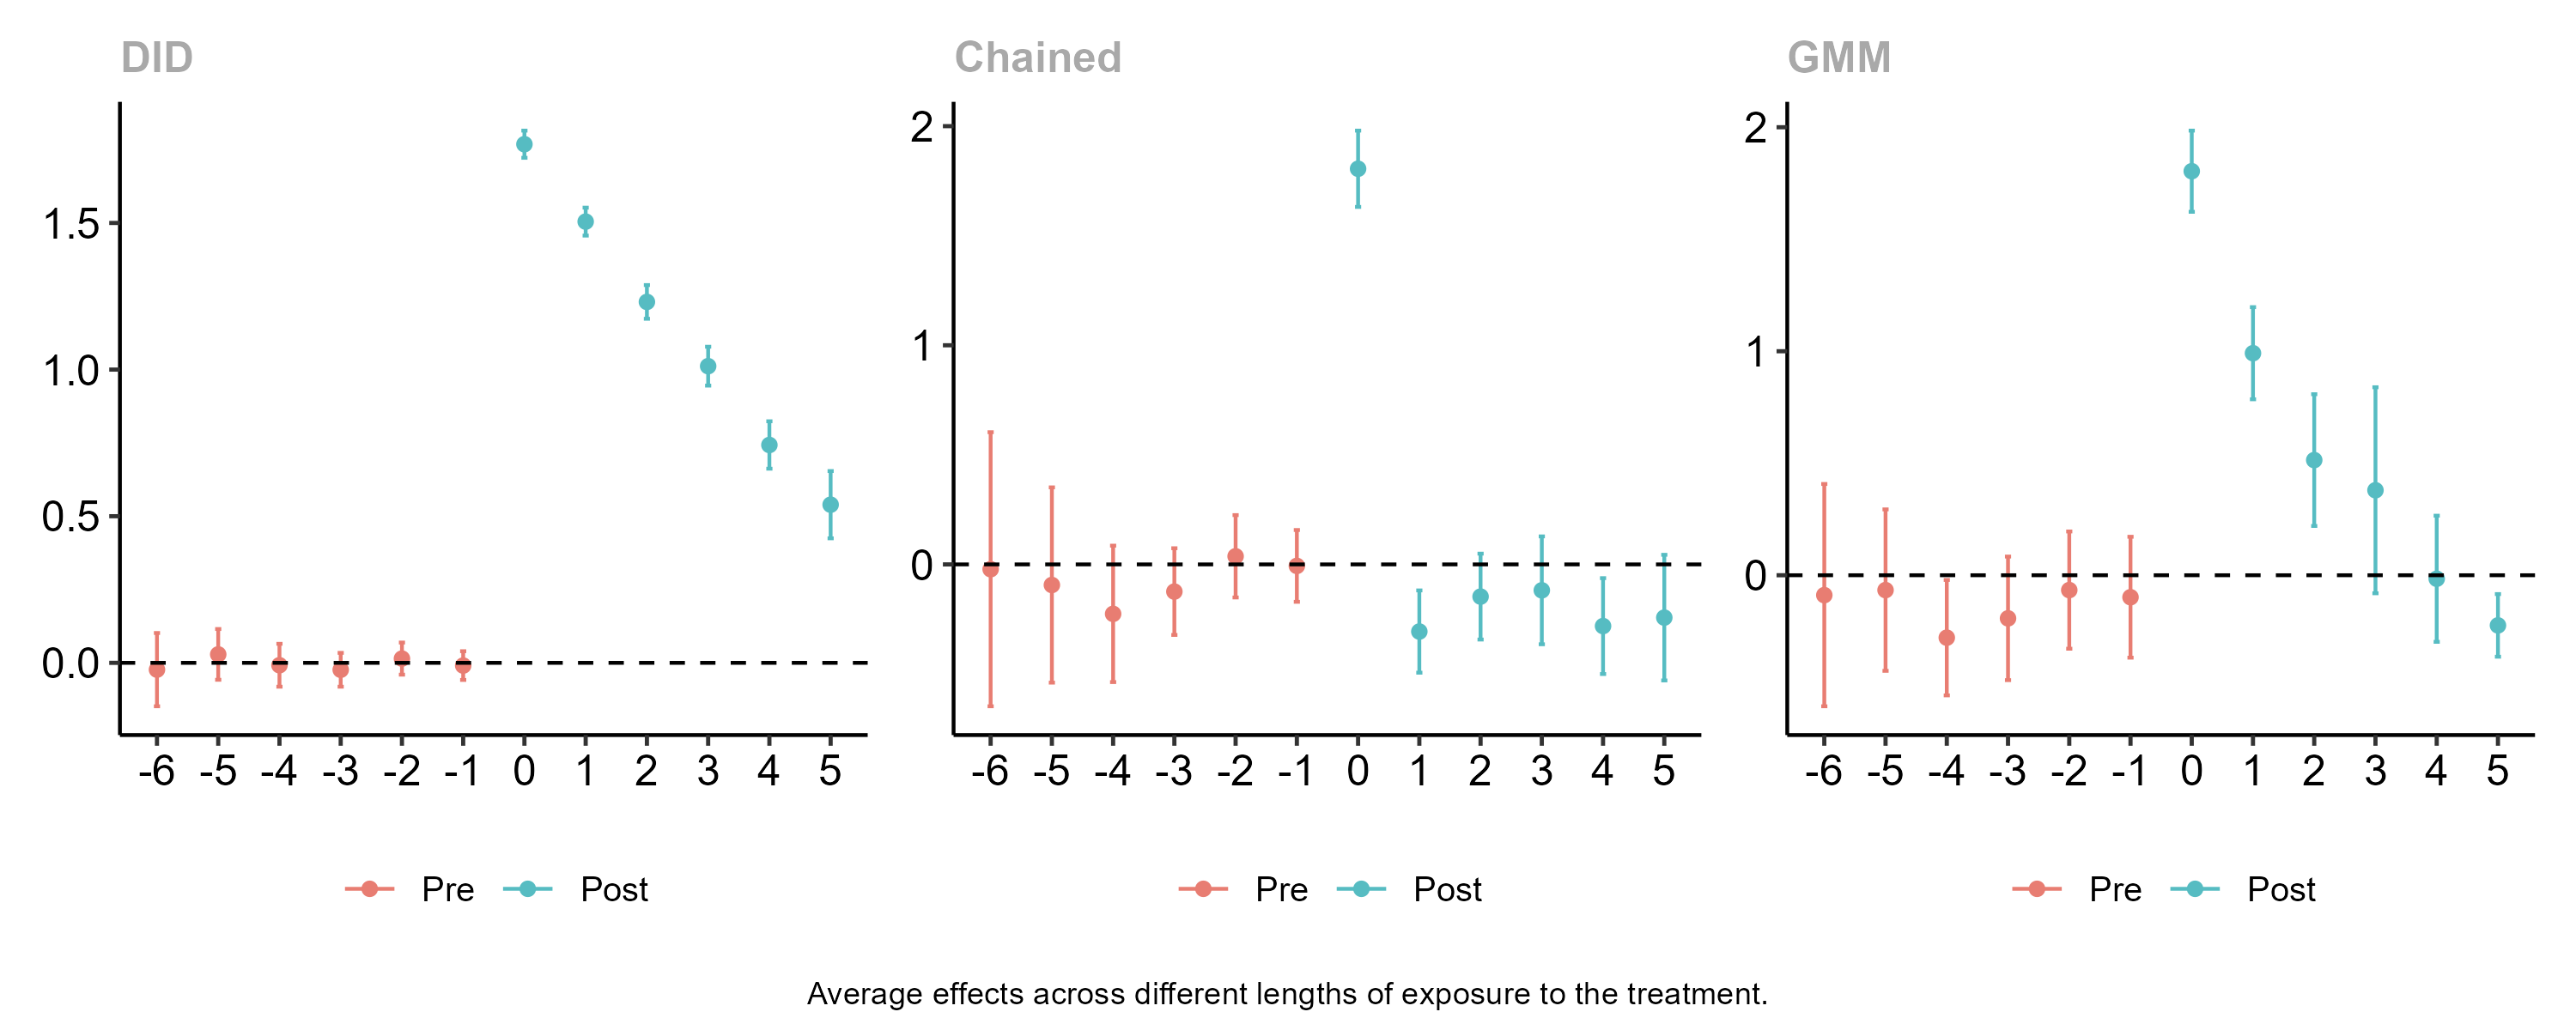 DID
1.5
1.0
0.5
0.0
-6 -5 -4 -3 -2 -1 0 1 2 3 4 5
Pre Post
Chained
2
1
0
-6 -5 -4 -3 -2 -1 0 1 2 3 4 5
Pre Post
GMM
2
1
0
-6 -5 -4 -3 -2 -1 0 1 2 3 4 5
Pre Post
Average effects across different lengths of exposure to the treatment.